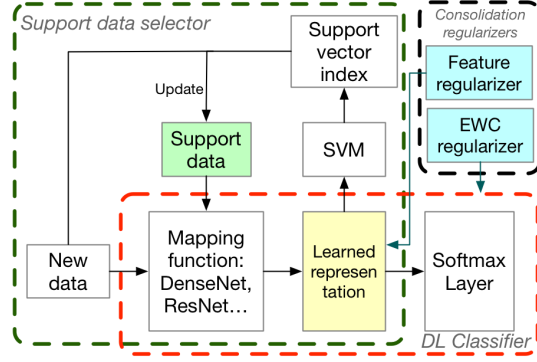 Support data selector
Support
vector
index
Consolidation
regularizers
Feature
regularizer
EWC
regularizer
Update
Support
data
SVM
New
data
Mapping
function:
DenseNet,
ResNet...
Learned
represen
tation
Softmax
Layer
DL Classifier